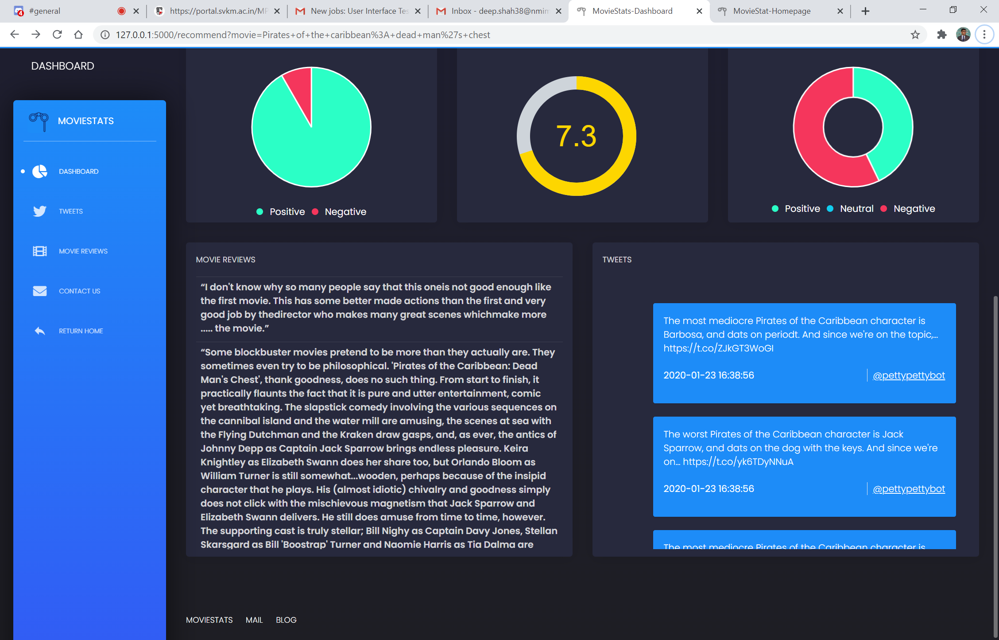 #general
https://portal.svkm.ac.in/MP
New jobs: User Interface Tes
Inbox - deep.shah38@nmim
MovieStats-Dashboard
MovieStat-Homepage
127.0.0.1:5000/recommend?movie=Pirates+of+the+caribbean%3A+dead+man%27s+chest
DASHBOARD
MOVIESTATS
DASHBOARD
TWEETS
MOVIE REVIEWS
CONTACT US
RETURN HOME
Positive Negative
7.3
Positive Neutral Negative
MOVIE REVIEWS
“I don't know why so many people say that this oneis not good enough like
the first movie. This has some better made actions than the first and very
good job by thedirector who makes many great scenes whichmake more
..... the movie.”
“Some blockbuster movies pretend to be more than they actually are. They
sometimes even try to be philosophical. 'Pirates of the Caribbean: Dead
Man's Chest', thank goodness, does no such thing. From start to finish, it
practically flaunts the fact that it is pure and utter entertainment, comic
yet breathtaking. The slapstick comedy involving the various sequences on
the cannibal island and the water mill are amusing, the scenes at sea with
the Flying Dutchman and the Kraken draw gasps, and, as ever, the antics of
Johnny Depp as Captain Jack Sparrow brings endless pleasure. Keira
Knightley as Elizabeth Swann does her share too, but Orlando Bloom as
William Turner is still somewhat...wooden, perhaps because of the insipid
character that he plays. His (almost idiotic) chivalry and goodness simply
does not click with the mischievous magnetism that Jack Sparrow and
Elizabeth Swann delivers. He still does amuse from time to time, however.
The supporting cast is truly stellar; Bill Nighy as Captain Davy Jones, Stellan
Skarsgard as Bill 'Boostrap' Turner and Naomie Harris as Tia Dalma are
TWEETS
The most mediocre Pirates of the Caribbean character is
Barbosa, and dats on periodt. And since we're on the topic,…
https://t.co/ZJkGT3WoGI
2020-01-23 16:38:56
@pettypettybot
The worst Pirates of the Caribbean character is Jack
Sparrow, and dats on the dog with the keys. And since we're
on… https://t.co/yk6TDyNNuA
2020-01-23 16:38:56
@pettypettybot
The most mediocre Pirates of the Caribbean character is
MOVIESTATS MAIL BLOG
4